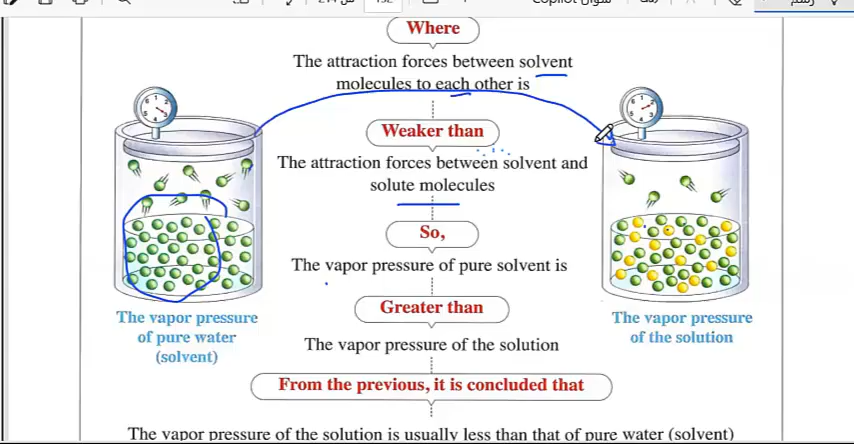 سؤال Copilot
رسم
Where
The attraction forces between solvent
molecules to each other is
Weaker than
The attraction forces between solvent and
solute molecules
So,
The vapor pressure of pure solvent is
Greater than
The vapor pressure of the solution
The vapor pressure
of pure water
(solvent)
The vapor pressure
of the solution
From the previous, it is concluded that
The vapor pressure of the solution is usually less than that of pure water (solvent)